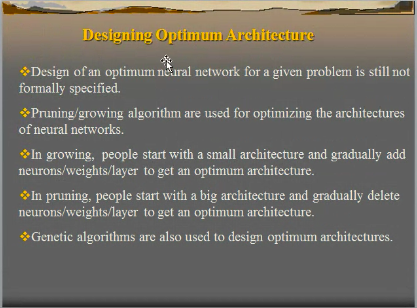 Designing Optimum Architecture
❖Design of an optimum neural network for a given problem is still not
formally specified.
❖Pruning/growing algorithm are used for optimizing the architectures
of neural networks.
❖In growing, people start with a small architecture and gradually add
neurons/weights/layer to get an optimum architecture.
❖In pruning, people start with a big architecture and gradually delete
neurons/weights/layer to get an optimum architecture.
❖Genetic algorithms are also used to design optimum architectures.